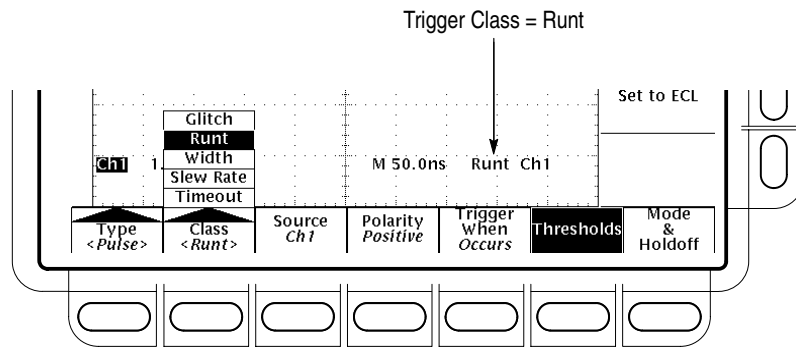 Trigger Class = Runt
Set to ECL
Glitch
Runt
Width
Slew Rate
Timeout
Ch1 1. M 50.0ns Runt Ch1
Type
<Pulse>
Class
<Runt>
Source
Ch1
Polarity
Positive
Trigger
When
Occurs
Thresholds
Mode
&
Holdoff